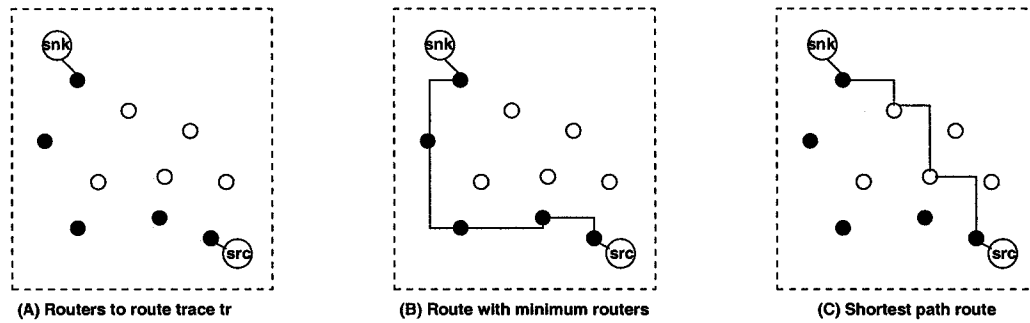 snk
snk
snk
src
src
src
(A) Routers to route trace tr
(B) Route with minimum routers
(C) Shortest path route